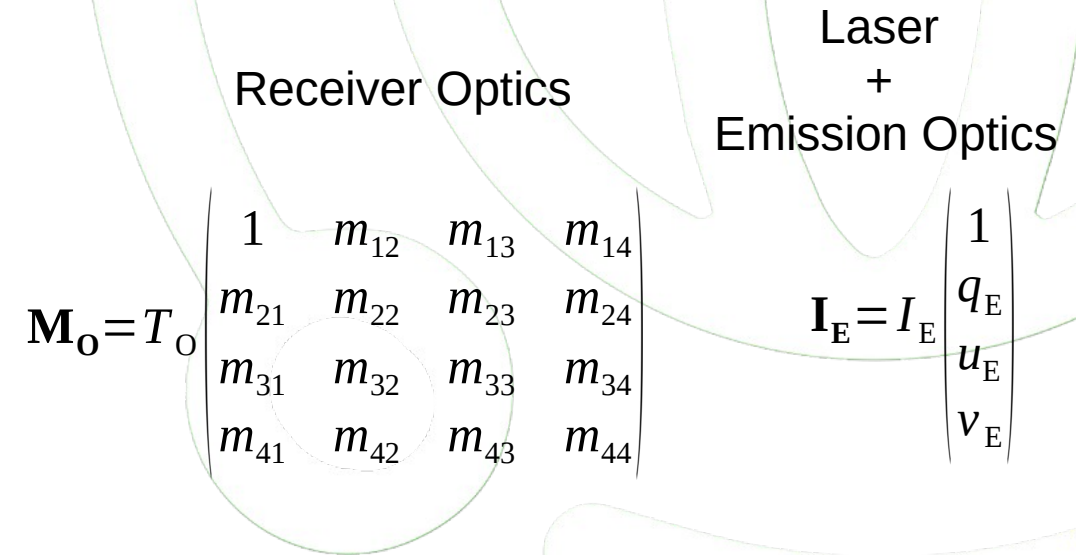 Receiver Optics
Laser
+
Emission Optics
M_O = T_O ( 1 m_12 m_13 m_14
m_21 m_22 m_23 m_24
m_31 m_32 m_33 m_34
m_41 m_42 m_43 m_44 )
I_E = I_E ( 1
q_E
u_E
v_E )